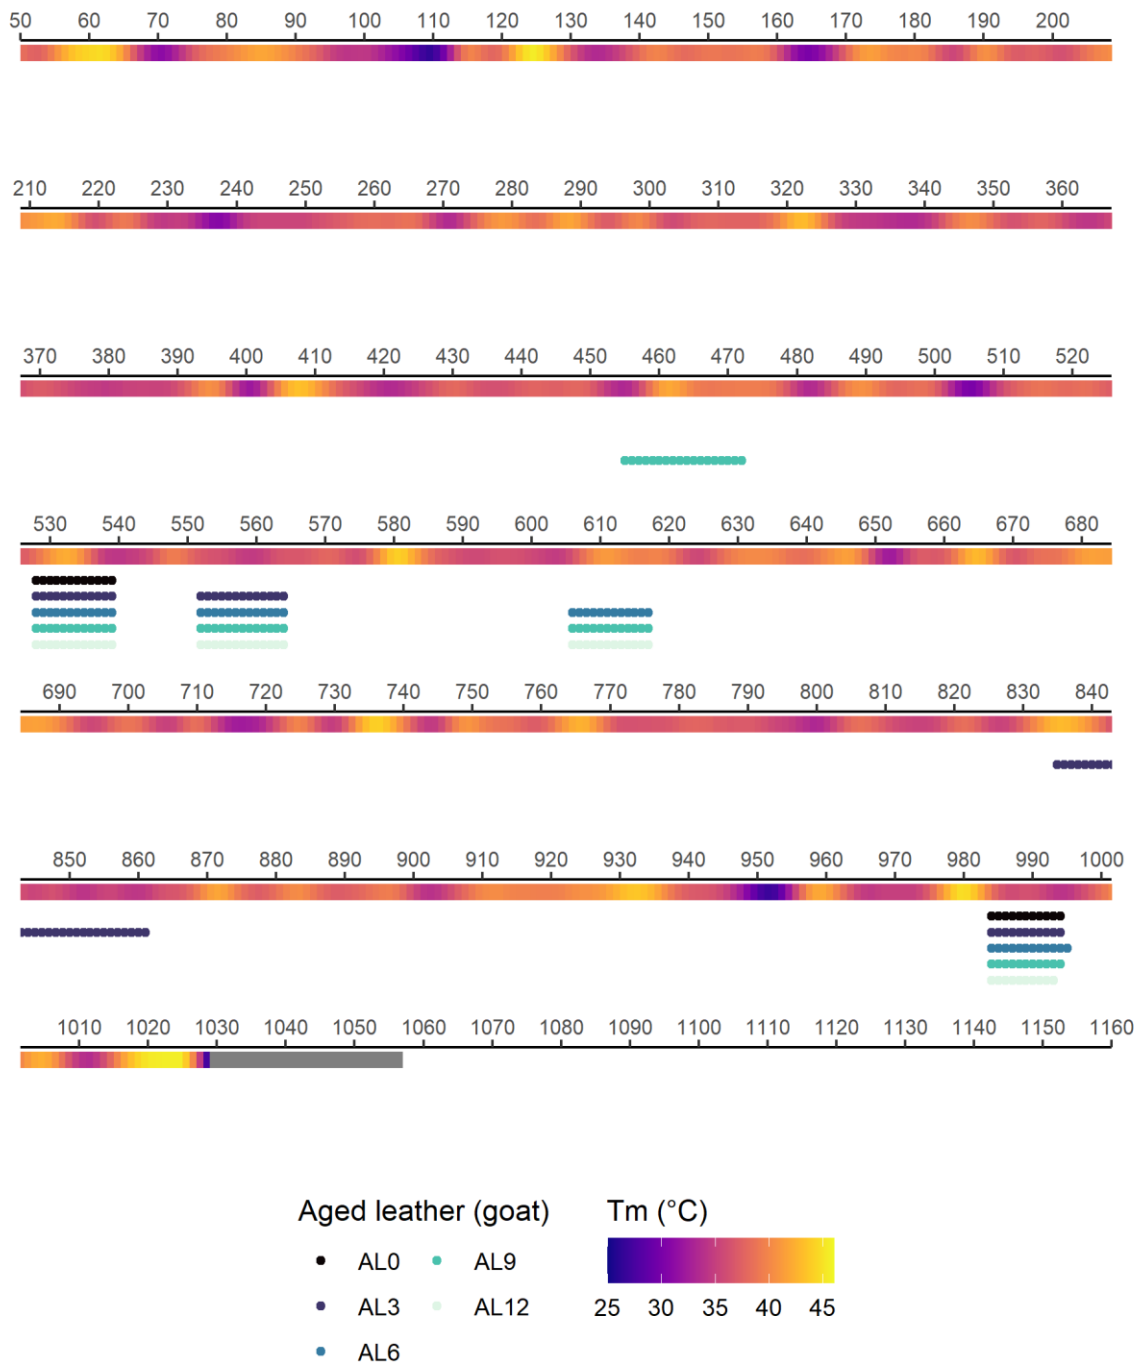 50 60 70 80 90 100 110 120 130 140 150 160 170 180 190 200
210 220 230 240 250 260 270 280 290 300 310 320 330 340 350 360
370 380 390 400 410 420 430 440 450 460 470 480 490 500 510 520
530 540 550 560 570 580 590 600 610 620 630 640 650 660 670 680
690 700 710 720 730 740 750 760 770 780 790 800 810 820 830 840
850 860 870 880 890 900 910 920 930 940 950 960 970 980 990 1000
1010 1020 1030 1040 1050 1060 1070 1080 1090 1100 1110 1120 1130 1140 1150 1160
Aged leather (goat) Tm (°C)
AL0 AL9
AL3 AL12 25 30 35 40 45
AL6